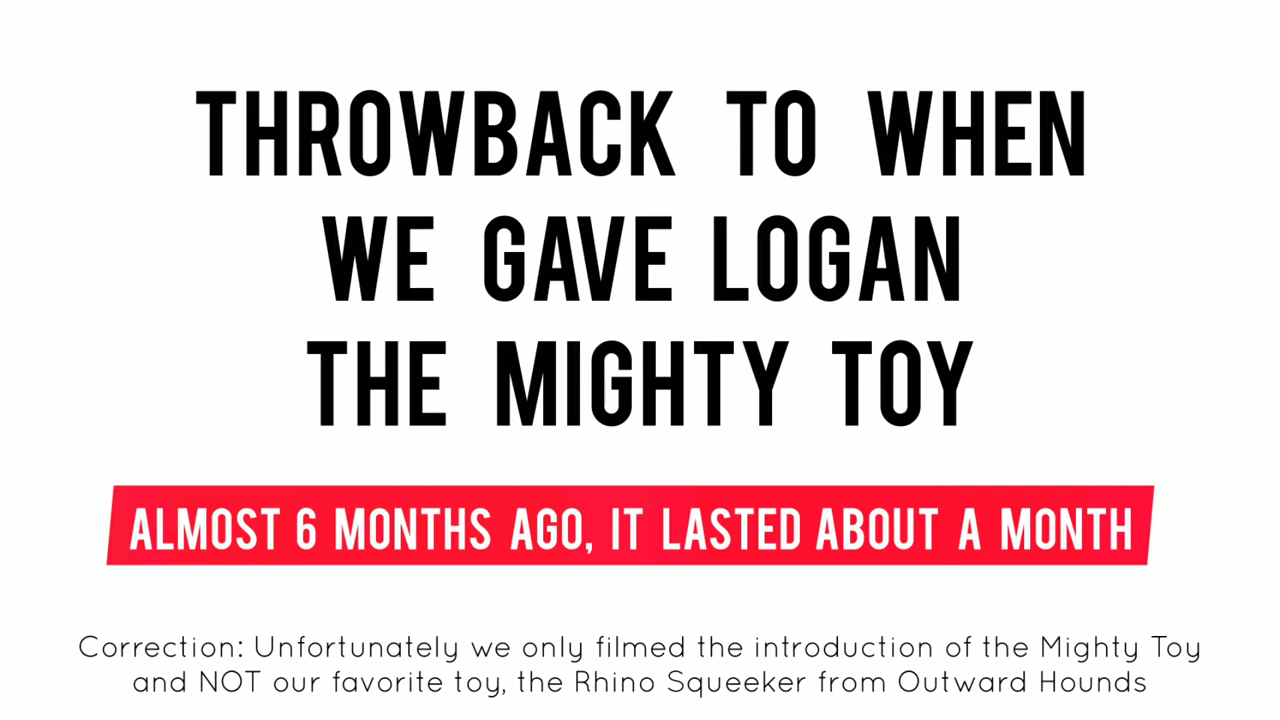 THROWBACK TO WHEN
WE GAVE LOGAN
THE MIGHTY TOY
ALMOST 6 MONTHS AGO, IT LASTED ABOUT A MONTH
Correction: Unfortunately we only filmed the introduction of the Mighty Toy
and NOT our favorite toy, the Rhino Squeeker from Outward Hounds